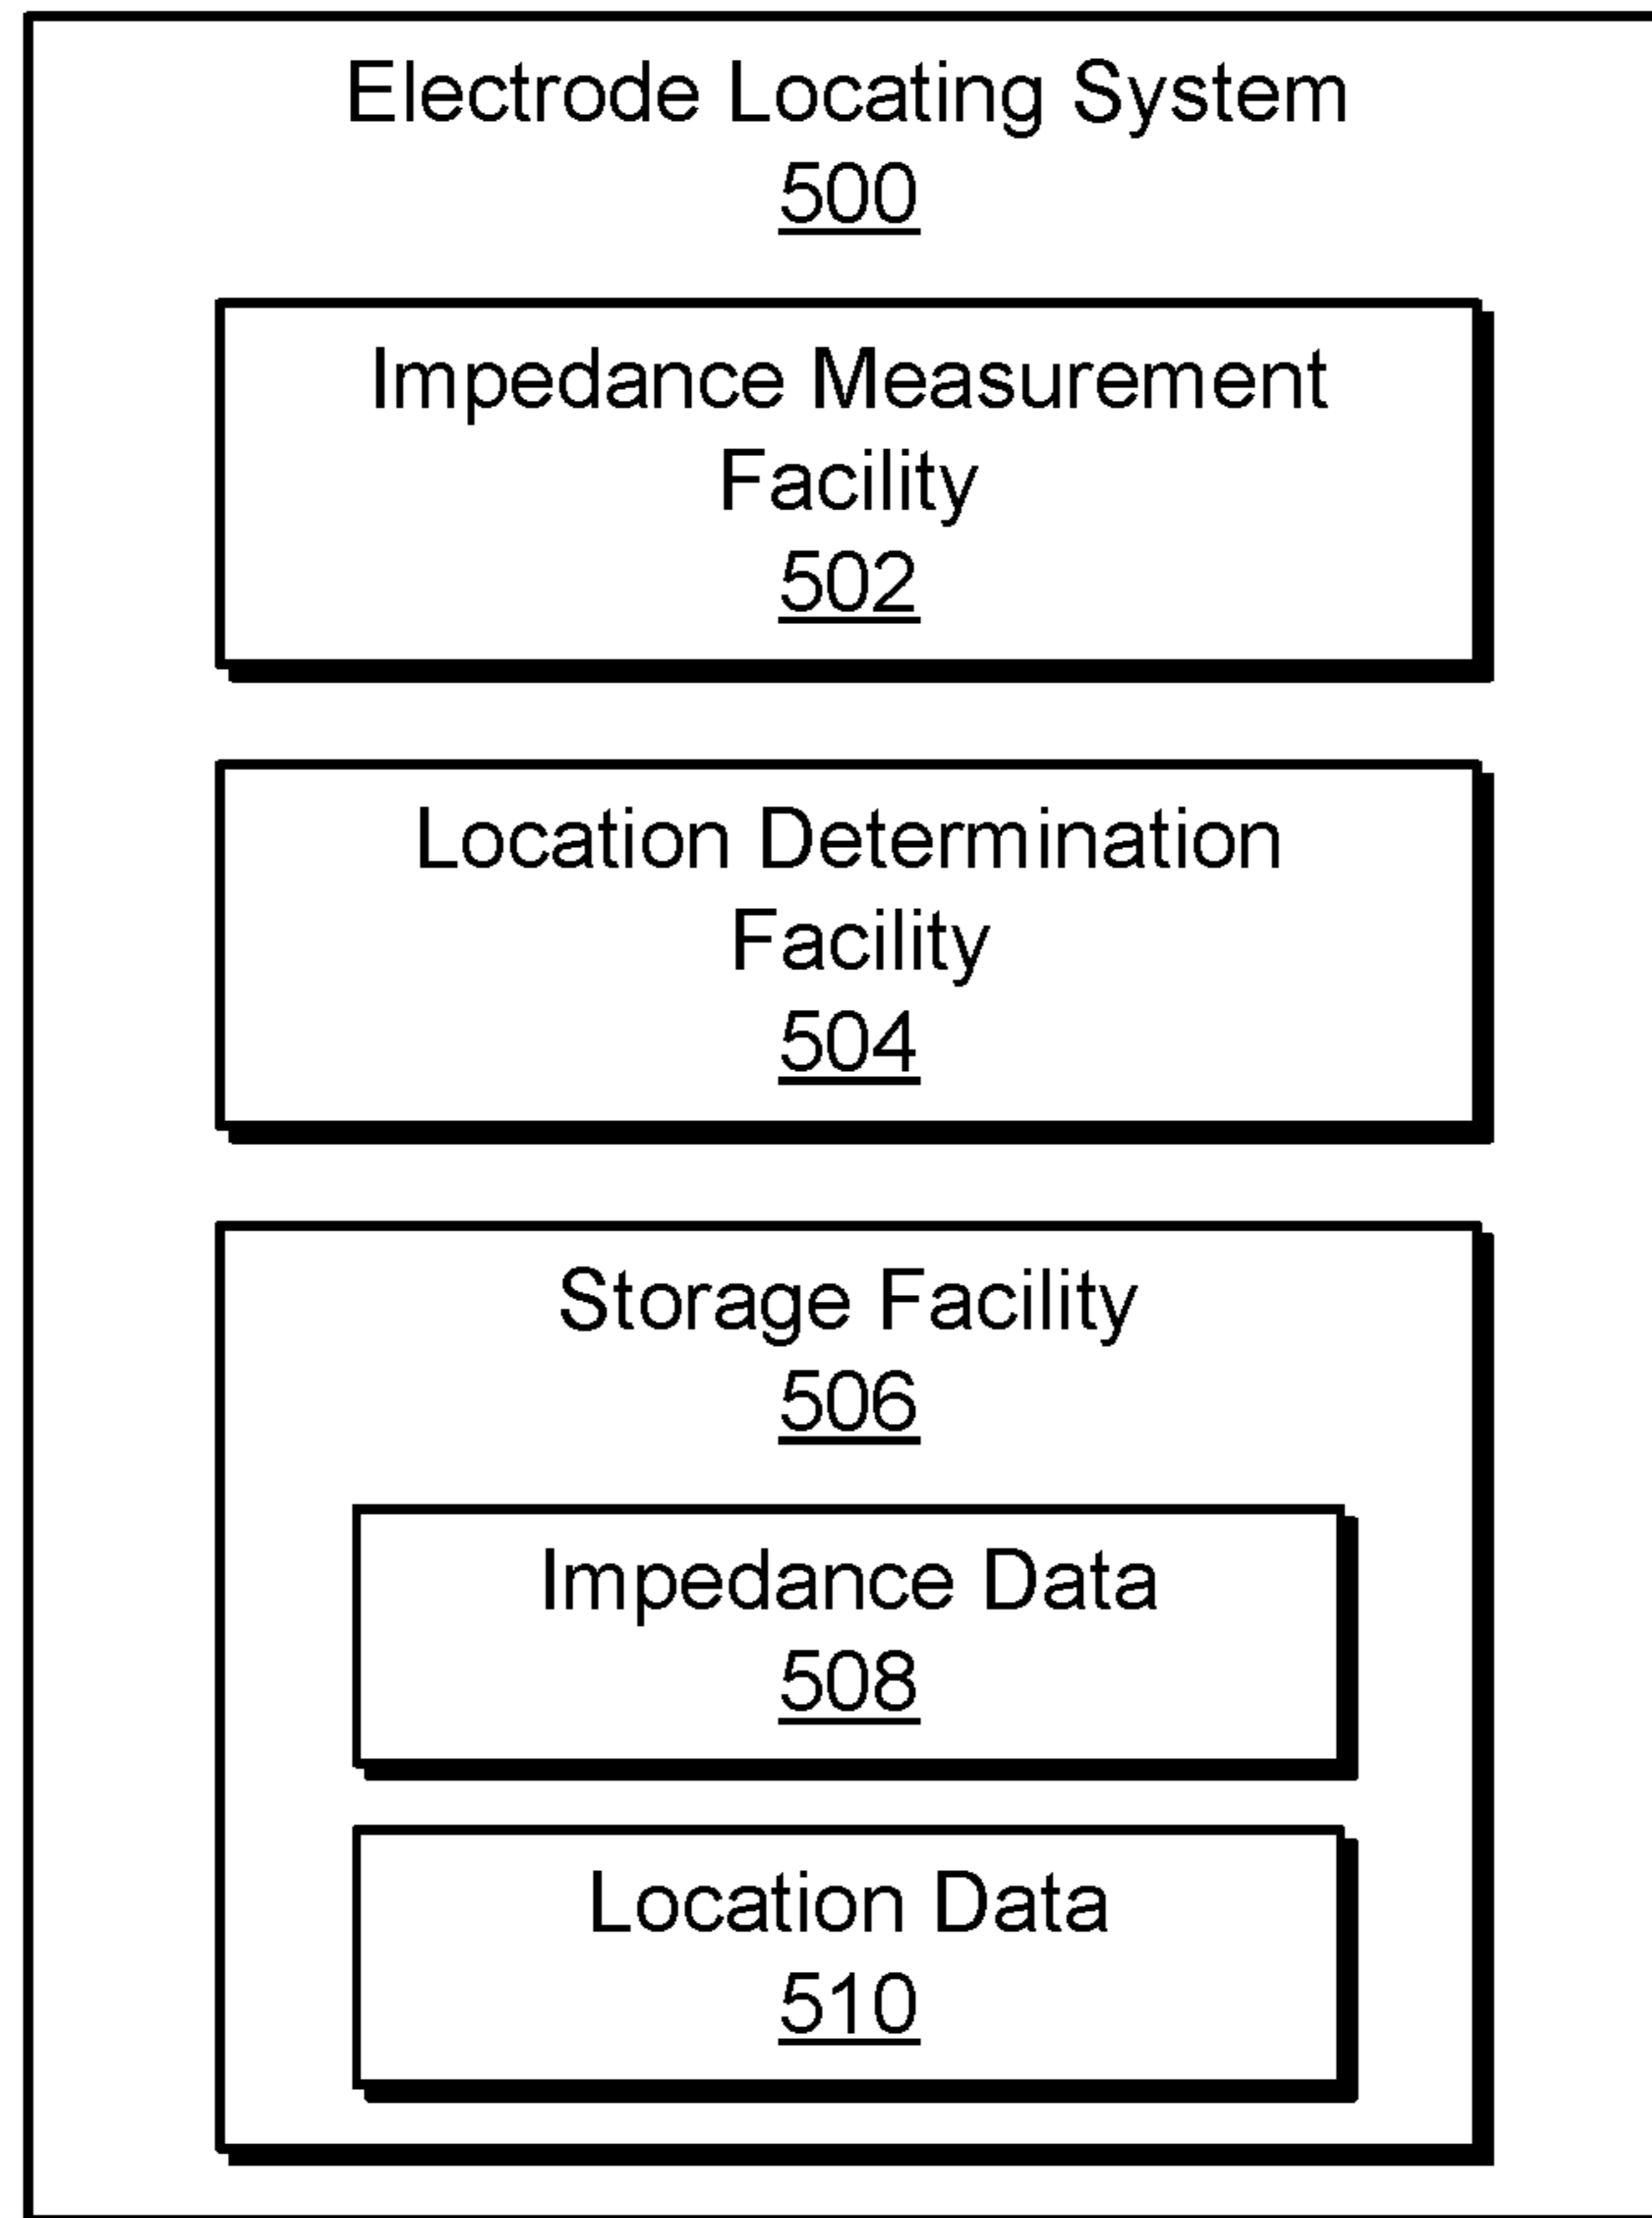 Electrode Locating System
500
Impedance Measurement
Facility
502
Location Determination
Facility
504
Storage Facility
506
Impedance Data
508
Location Data
510